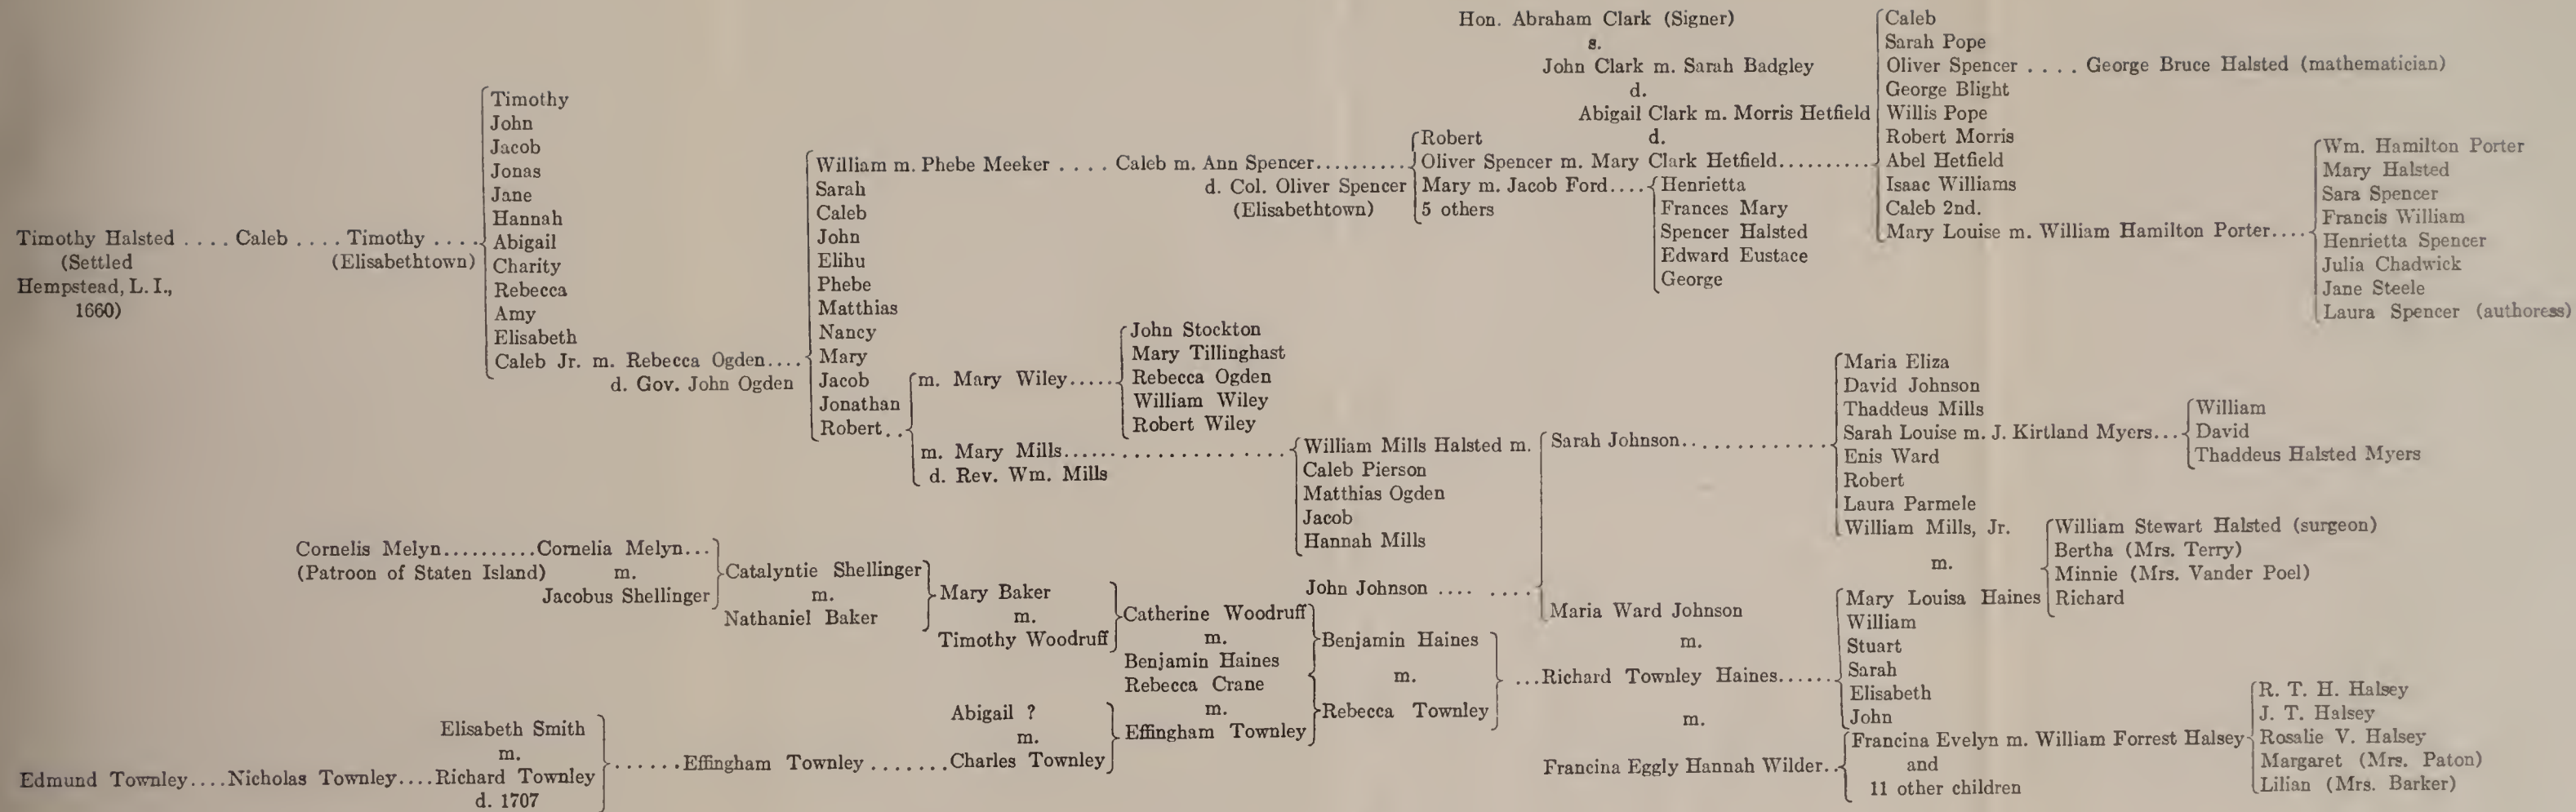 Hon. Abraham Clark (Signer)
s.
John Clark m. Sarah Badgley
d.
Abigail Clark m. Morris Hetfield
d.
Timothy Halsted .... Caleb .... Timothy ....
(Settled
Hempstead, L. I.,
1660)
(Elisabethtown)
Timothy
John
Jacob
Jonas
Jane
Hannah
Abigail
Charity
Rebecca
Amy
Elisabeth
Caleb Jr. m. Rebecca Ogden....
d. Gov. John Ogden
William m. Phebe Meeker .... Caleb m. Ann Spencer..........
d. Col. Oliver Spencer
(Elisabethtown)
Sarah
Caleb
John
Elihu
Phebe
Matthias
Nancy
Mary
Jacob
Jonathan
Robert..
Robert
Oliver Spencer m. Mary Clark Hetfield..........
Mary m. Jacob Ford....
5 others
Henrietta
Frances Mary
Spencer Halsted
Edward Eustace
George
Caleb
Sarah Pope
Oliver Spencer .... George Bruce Halsted (mathematician)
George Blight
Willis Pope
Robert Morris
Abel Hetfield
Isaac Williams
Caleb 2nd.
Mary Louise m. William Hamilton Porter....
Wm. Hamilton Porter
Mary Halsted
Sara Spencer
Francis William
Henrietta Spencer
Julia Chadwick
Jane Steele
Laura Spencer (authoress)
m. Mary Wiley.....
John Stockton
Mary Tillinghast
Rebecca Ogden
William Wiley
Robert Wiley
m. Mary Mills......................
d. Rev. Wm. Mills
William Mills Halsted m.
Caleb Pierson
Matthias Ogden
Jacob
Hannah Mills
Sarah Johnson.............
John Johnson .... ....
Maria Ward Johnson
m.
...Richard Townley Haines......
m.
Francina Eggly Hannah Wilder..
Maria Eliza
David Johnson
Thaddeus Mills
Sarah Louise m. J. Kirtland Myers...
Enis Ward
Robert
Laura Parmele
William Mills, Jr.
m.
Mary Louisa Haines
William
Stuart
Sarah
Elisabeth
John
William
David
Thaddeus Halsted Myers
William Stewart Halsted (surgeon)
Bertha (Mrs. Terry)
Minnie (Mrs. Vander Poel)
Richard
Francina Evelyn m. William Forrest Halsey
and
11 other children
R. T. H. Halsey
J. T. Halsey
Rosalie V. Halsey
Margaret (Mrs. Paton)
Lilian (Mrs. Barker)
Cornelis Melyn..........Cornelia Melyn...
(Patroon of Staten Island)
m.
Jacobus Shellinger
Catalyntie Shellinger
m.
Nathaniel Baker
Mary Baker
m.
Timothy Woodruff
Catherine Woodruff
m.
Benjamin Haines
Rebecca Crane
m.
Effingham Townley
Benjamin Haines
m.
Rebecca Townley
Elisabeth Smith
m.
Edmund Townley....Nicholas Townley....Richard Townley
d. 1707
......Effingham Townley .......
Abigail ?
m.
Charles Townley